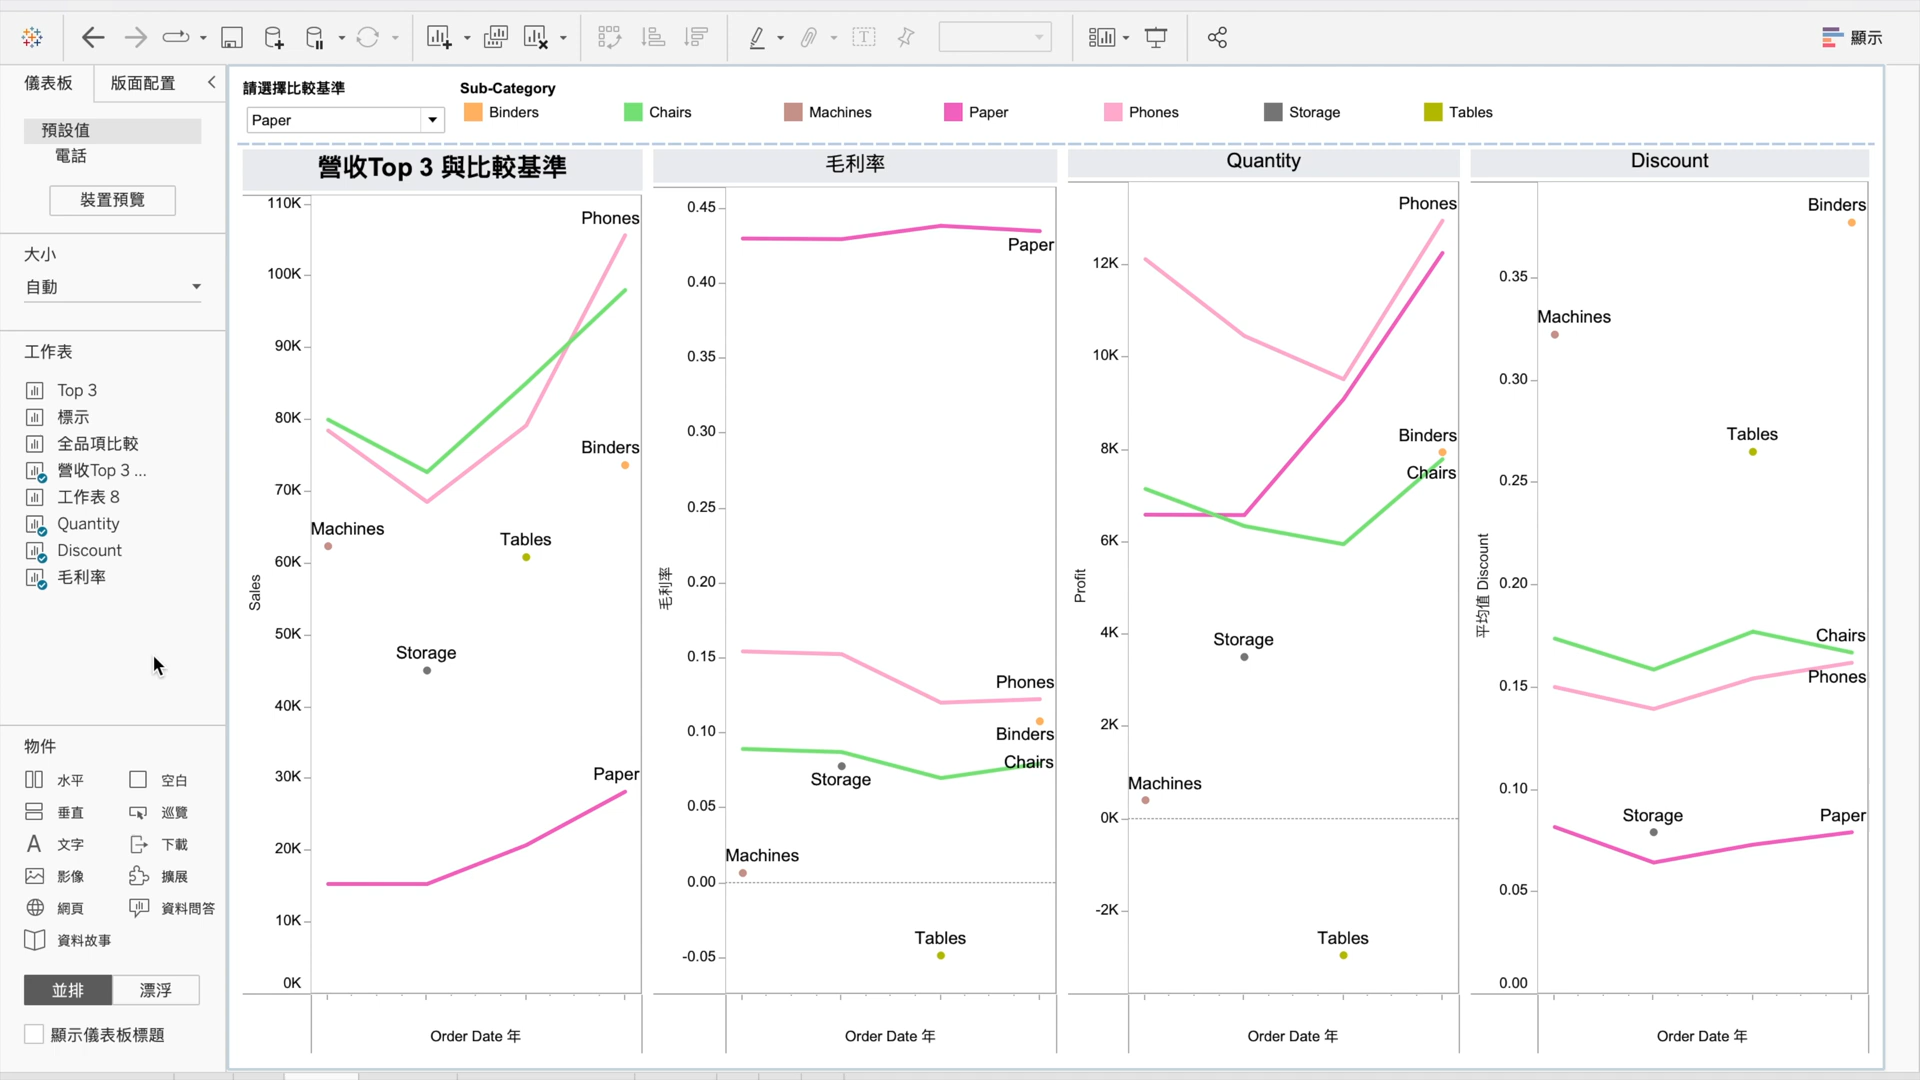 顯示
儀表板
版面配置
預設值
電話
裝置預覽
大小
自動
工作表
Top 3
標示
全品項比較
營收Top 3 ...
工作表 8
Quantity
Discount
毛利率
物件
水平
空白
垂直
巡覽
文字
下載
影像
擴展
網頁
資料問答
資料故事
並排
漂浮
顯示儀表板標題
請選擇比較基準
Paper
Sub-Category
Binders
Chairs
Machines
Paper
Phones
Storage
Tables
營收Top 3 與比較基準
110K
100K
90K
80K
70K
60K
50K
40K
30K
20K
10K
0K
Sales
Phones
Binders
Machines
Tables
Storage
Paper
Order Date 年
毛利率
0.45
0.40
0.35
0.30
0.25
0.20
0.15
0.10
0.05
0.00
-0.05
毛利率
Paper
Phones
Binders
Chairs
Storage
Machines
Tables
Order Date 年
Quantity
12K
10K
8K
6K
4K
2K
0K
-2K
Profit
Phones
Binders
Chairs
Storage
Machines
Tables
Order Date 年
Discount
0.35
0.30
0.25
0.20
0.15
0.10
0.05
0.00
平均值 Discount
Binders
Machines
Tables
Chairs
Phones
Storage
Paper
Order Date 年